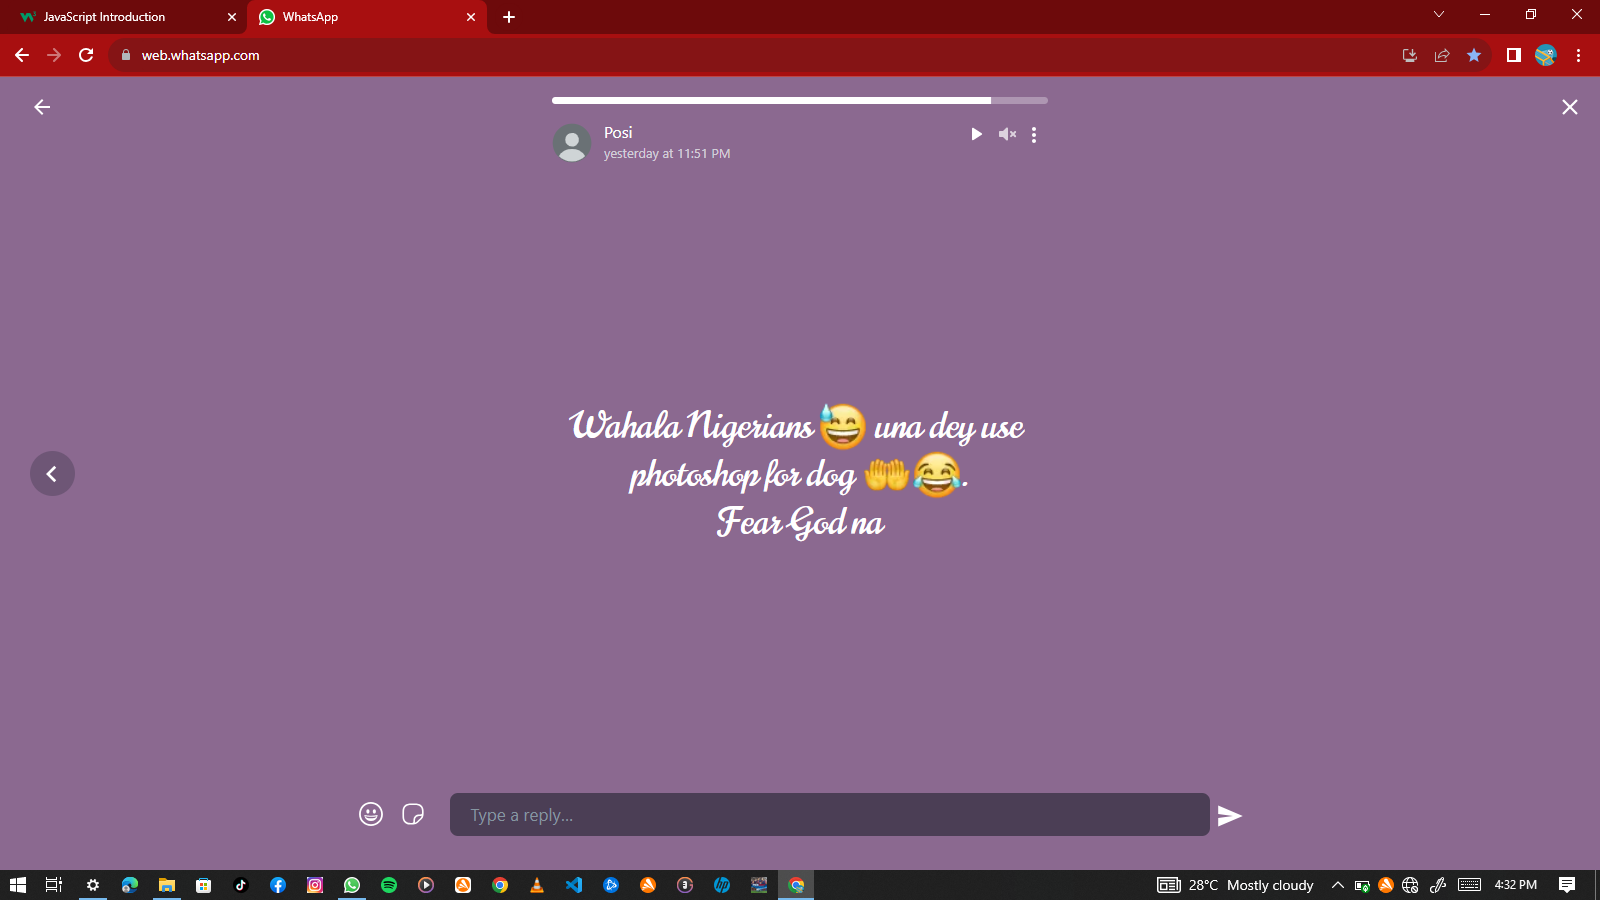 JavaScript Introduction
WhatsApp
web.whatsapp.com
Posi
yesterday at 11:51 PM
Wahala Nigerians😅 una dey use
photoshop for dog 🤲😂.
Fear God na
Type a reply...
28°C Mostly cloudy
4:32 PM